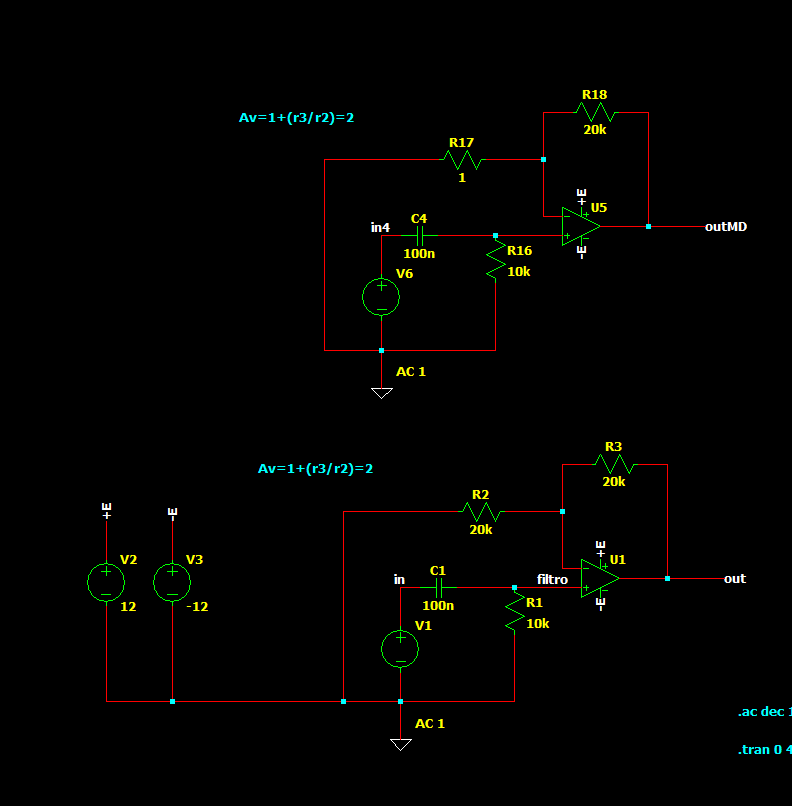 R18
Av=1+(r3/r2)=2
20k
R17
1
+E
U5
in4
C4
outMD
100n
R16
-E
10k
V6
AC 1
R3
Av=1+(r3/r2)=2
20k
R2
+E
-E
20k
+E
V2
V3
U1
C1
in
filtro
out
12
-12
100n
R1
-E
10k
V1
.ac dec 1
AC 1
.tran 0 4